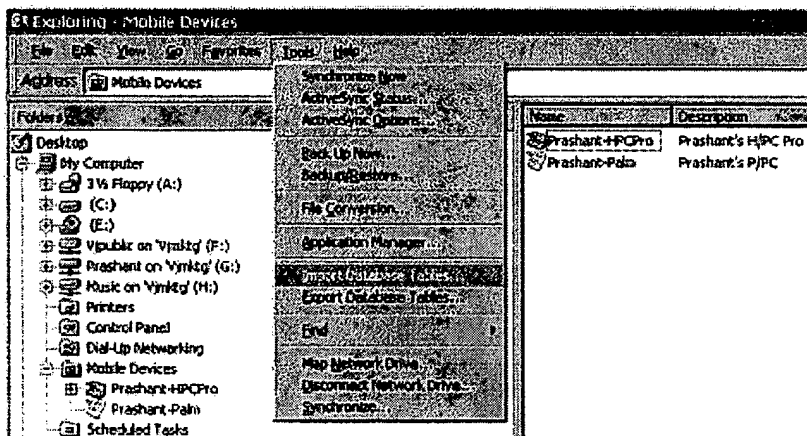 Exploring - Mobile Devices
File Edit View Go Favorites Tools Help
Address Mobile Devices
Folders
Desktop
My Computer
3½ Floppy (A:)
(C:)
(E:)
Vjpublic on 'Vjmktg' (F:)
Prashant on 'Vjmktg' (G:)
Music on 'Vjmktg' (H:)
Printers
Control Panel
Dial-Up Networking
Mobile Devices
Prashant-HPCPro
Prashant-Palm
Scheduled Tasks
Synchronize Now
ActiveSync Status...
ActiveSync Options...
Back Up Now...
Backup/Restore...
File Conversion...
Application Manager...
Import Database Tables...
Export Database Tables...
Find
Map Network Drive...
Disconnect Network Drive...
Synchronize...
Name Description
Prashant-HPCPro Prashant's H/PC Pro
Prashant-Palm Prashant's P/PC